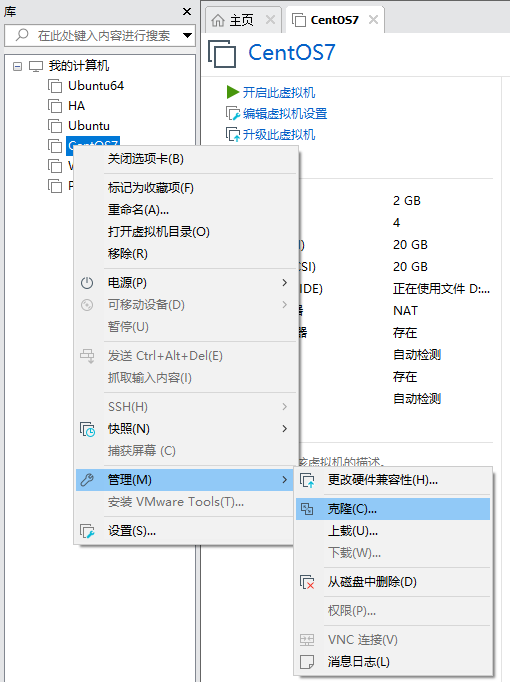 库
在此处键入内容进行搜索
我的计算机
Ubuntu64
HA
Ubuntu
CentOS7
主页
CentOS7
CentOS7
开启此虚拟机
编辑虚拟机设置
升级此虚拟机
2 GB
4
20 GB
20 GB
正在使用文件 D:...
NAT
存在
自动检测
存在
自动检测
关闭选项卡(B)
标记为收藏项(F)
重命名(A)...
打开虚拟机目录(O)
移除(R)
电源(P)
可移动设备(D)
暂停(U)
发送 Ctrl+Alt+Del(E)
抓取输入内容(I)
SSH(H)
快照(N)
捕获屏幕 (C)
管理(M)
安装 VMware Tools(T)...
设置(S)...
更改硬件兼容性(H)...
克隆(C)...
上载(U)...
下载(W)...
从磁盘中删除(D)
权限(P)...
VNC 连接(V)
消息日志(L)